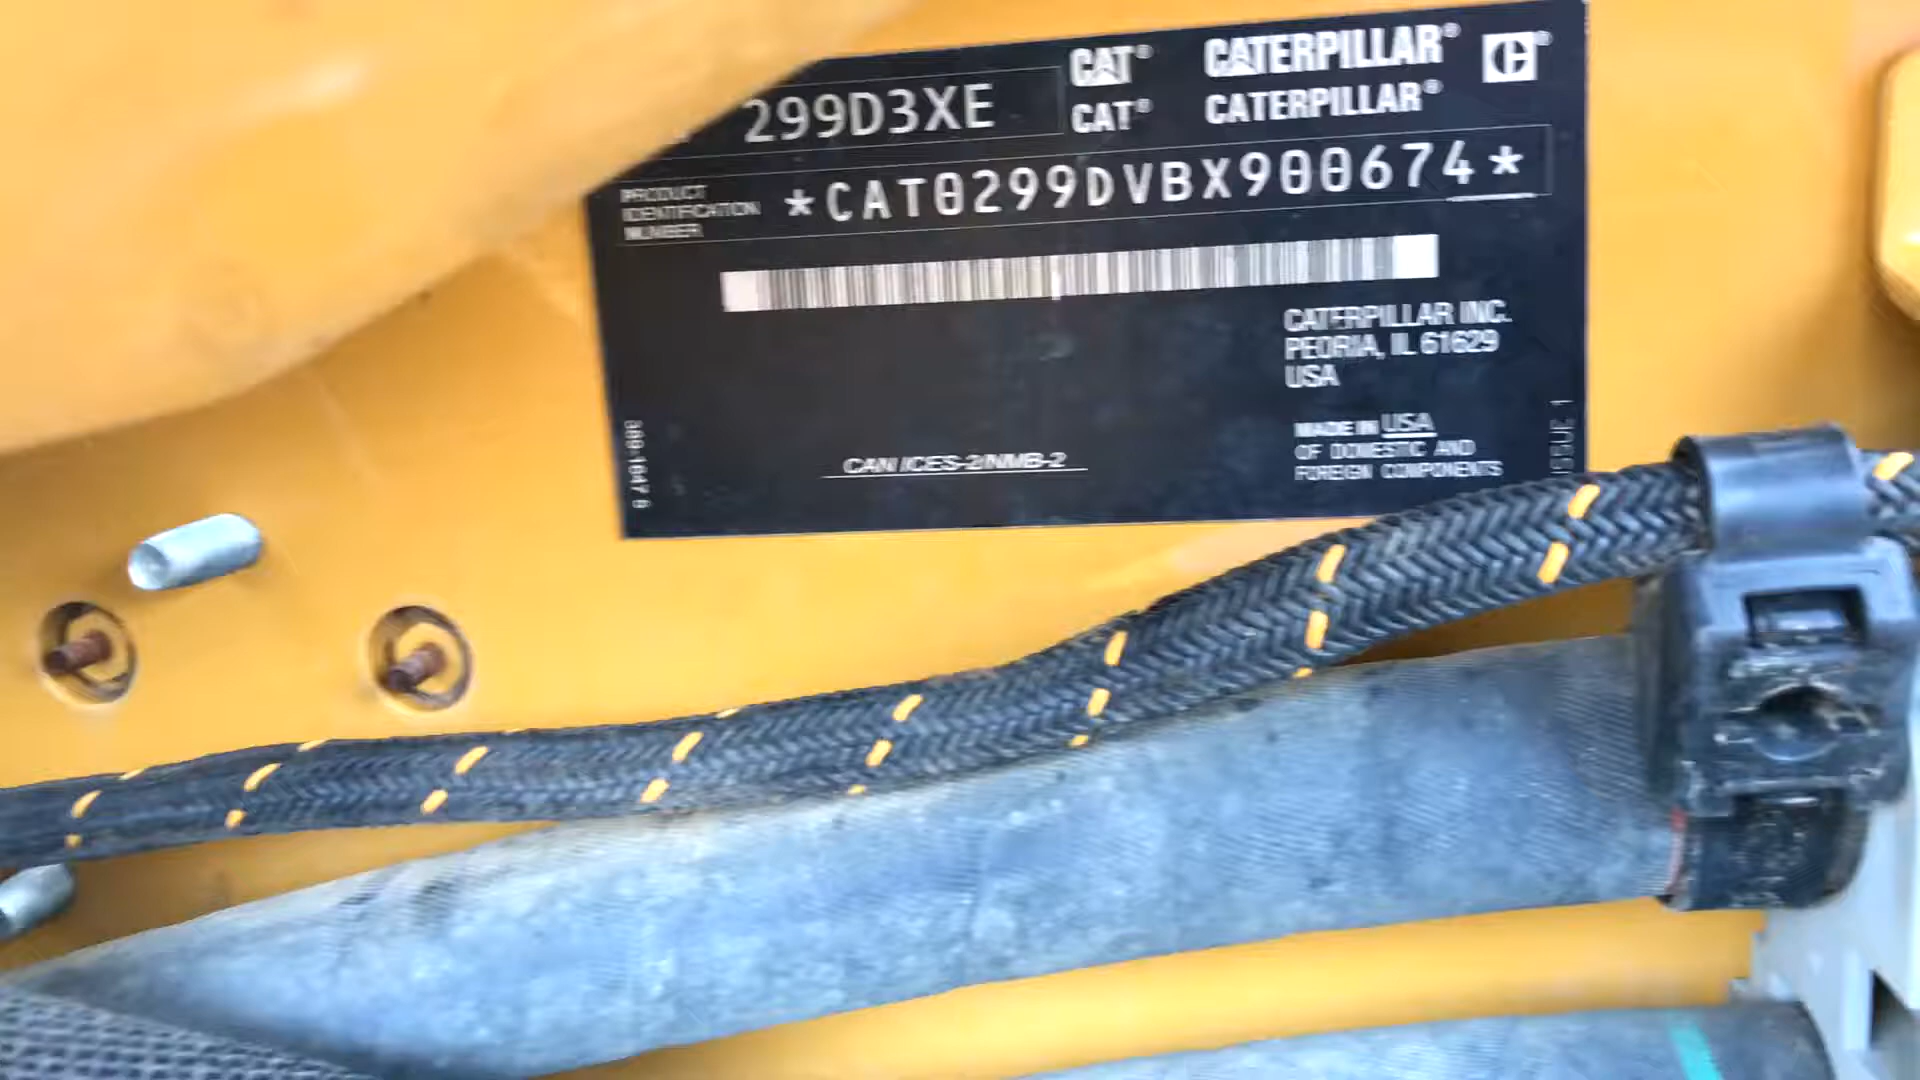 CAT® CATERPILLAR® C®
299D3XE CAT® CATERPILLAR®
PRODUCT
IDENTIFICATION
NUMBER
*CAT0299DVBX900674*
CATERPILLAR INC.
PEORIA, IL 61629
USA
MADE IN USA
OF DOMESTIC AND
FOREIGN COMPONENTS
CAN ICES-2/NMB-2
ISSUE 1